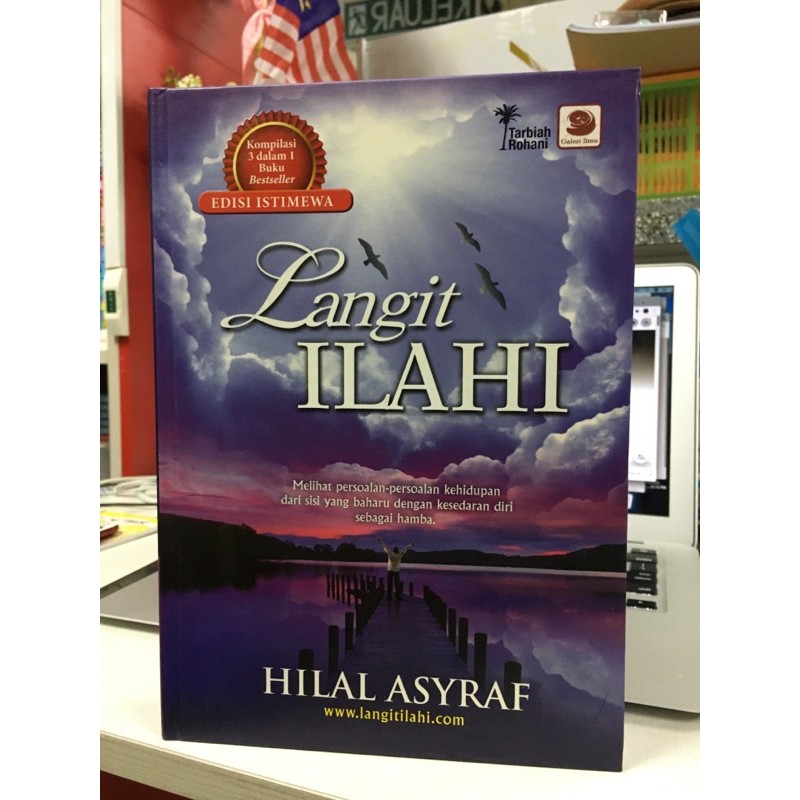 KELUAR
Kompilasi
3 dalam 1
Buku
Bestseller
EDISI ISTIMEWA
Tarbiah
Rohani
Galeri Ilmu
Langit
ILAHI
Melihat persoalan-persoalan kehidupan
dari sisi yang baharu dengan kesedaran diri
sebagai hamba.
HILAL ASYRAF
www.langitilahi.com